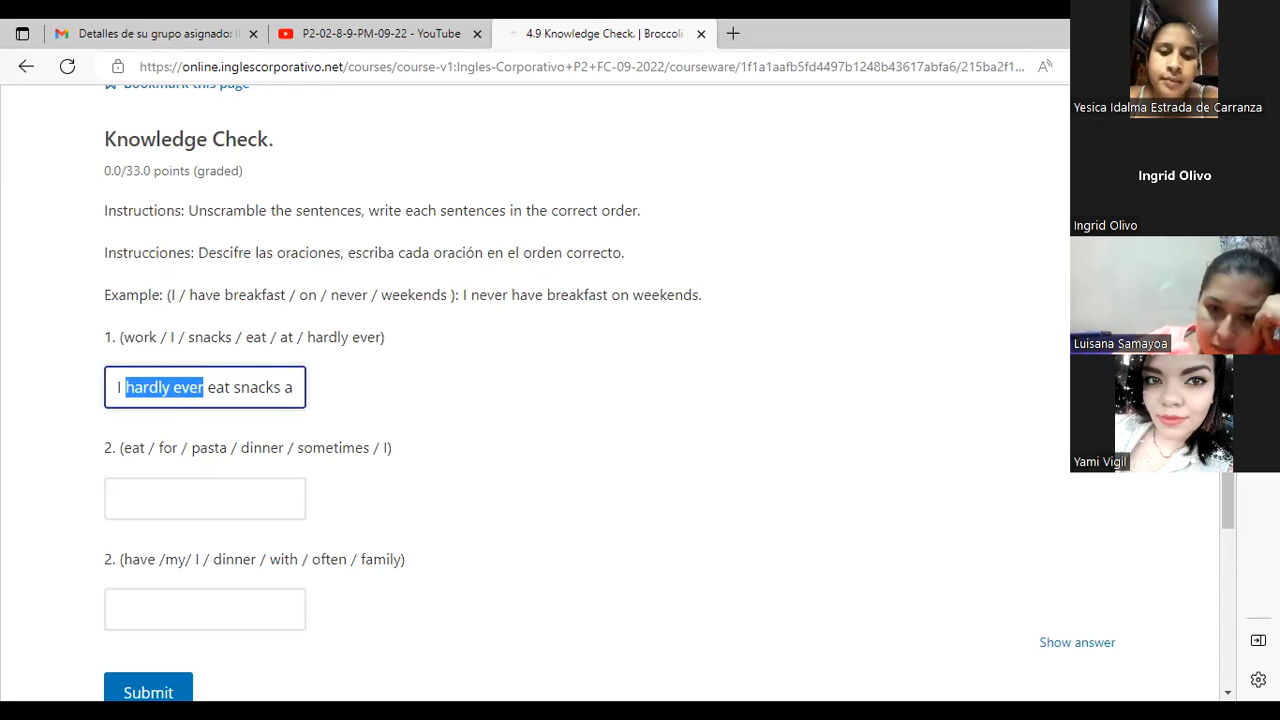 Detalles de su grupo asignado: I
P2-02-8-9-PM-09-22 - YouTube
4.9 Knowledge Check. | Broccoli
https://online.inglescorporativo.net/courses/course-v1:Ingles-Corporativo+P2+FC-09-2022/courseware/1f1a1aafb5fd4497b1248b43617abfa6/215ba2f1...
Bookmark this page
Knowledge Check.
0.0/33.0 points (graded)
Instructions: Unscramble the sentences, write each sentences in the correct order.
Instrucciones: Descifre las oraciones, escriba cada oración en el orden correcto.
Example: (I / have breakfast / on / never / weekends ): I never have breakfast on weekends.
1. (work / I / snacks / eat / at / hardly ever)
I hardly ever eat snacks a
2. (eat / for / pasta / dinner / sometimes / I)
2. (have /my/ I / dinner / with / often / family)
Show answer
Submit
Yesica Idalma Estrada de Carranza
Ingrid Olivo
Ingrid Olivo
Luisana Samayoa
Yami Vigil